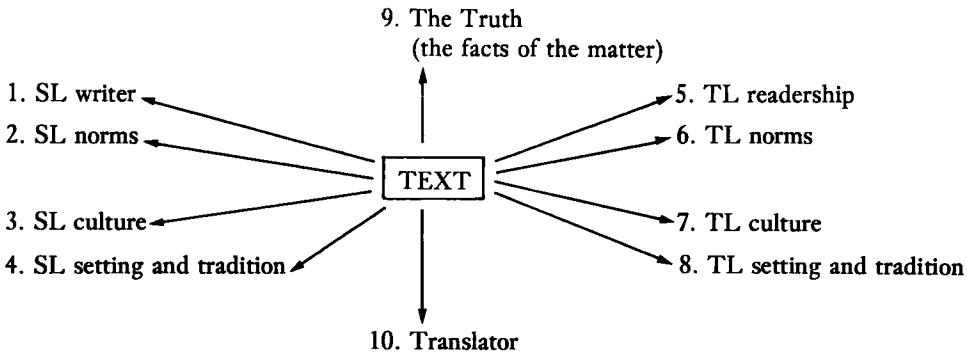 9. The Truth
(the facts of the matter)
1. SL writer
2. SL norms
3. SL culture
4. SL setting and tradition
TEXT
5. TL readership
6. TL norms
7. TL culture
8. TL setting and tradition
10. Translator